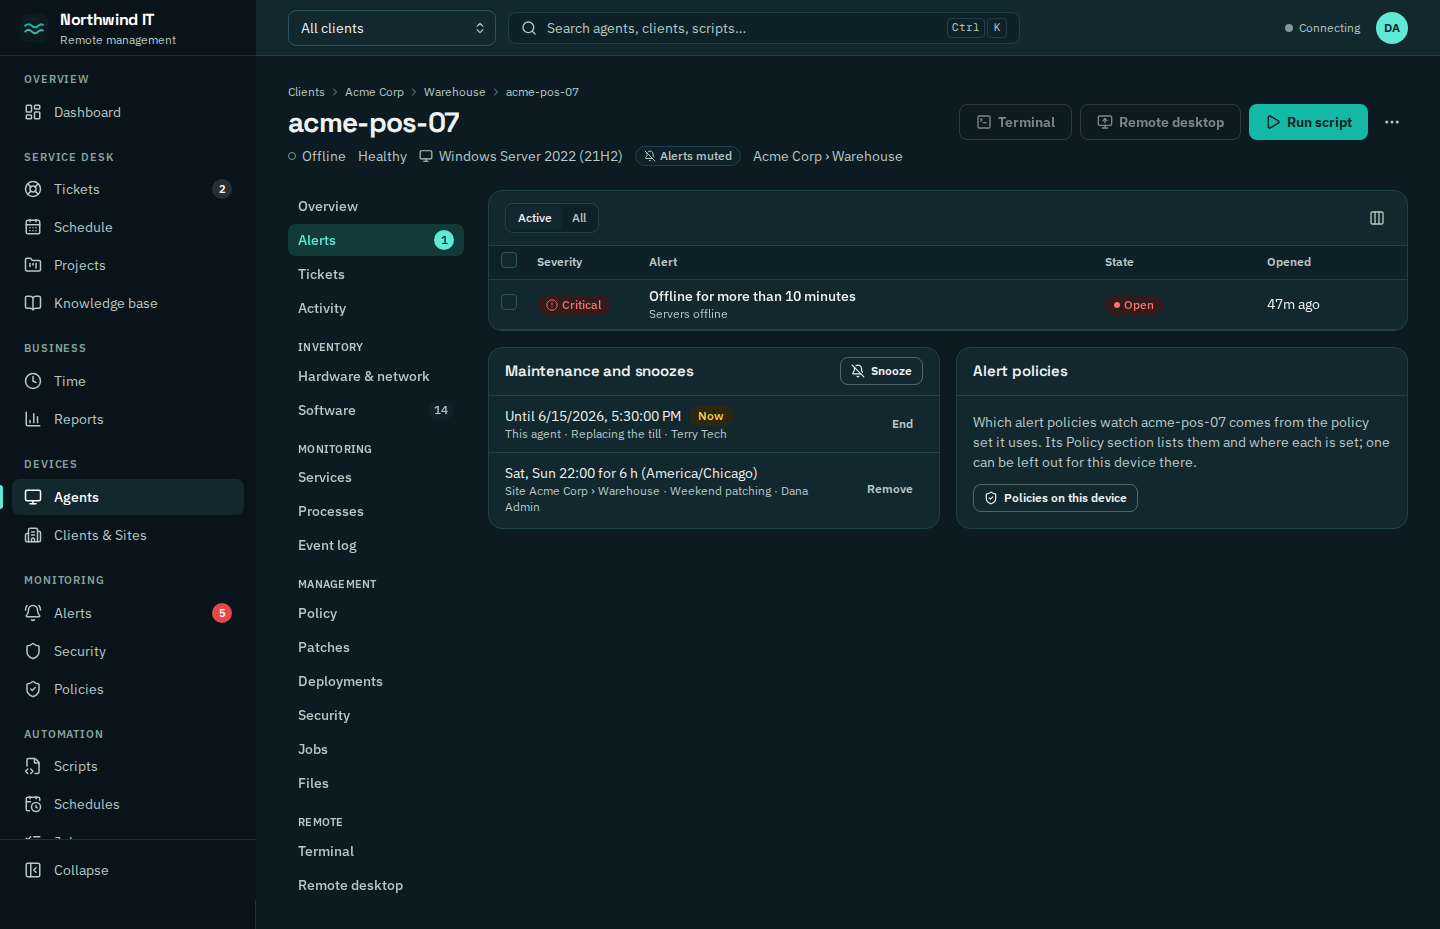 Northwind IT
Remote management
All clients
Search agents, clients, scripts...
Ctrl K
Connecting
DA
OVERVIEW
Dashboard
SERVICE DESK
Tickets 2
Schedule
Projects
Knowledge base
BUSINESS
Time
Reports
DEVICES
Agents
Clients & Sites
MONITORING
Alerts 5
Security
Policies
AUTOMATION
Scripts
Schedules
Collapse
Clients > Acme Corp > Warehouse > acme-pos-07
acme-pos-07
Terminal
Remote desktop
Run script
Offline Healthy Windows Server 2022 (21H2) Alerts muted Acme Corp › Warehouse
Overview
Alerts 1
Tickets
Activity
INVENTORY
Hardware & network
Software 14
MONITORING
Services
Processes
Event log
MANAGEMENT
Policy
Patches
Deployments
Security
Jobs
Files
REMOTE
Terminal
Remote desktop
Active All
Severity Alert State Opened
Critical Offline for more than 10 minutes Open 47m ago
Servers offline
Maintenance and snoozes
Snooze
Until 6/15/2026, 5:30:00 PM Now
This agent · Replacing the till · Terry Tech
End
Sat, Sun 22:00 for 6 h (America/Chicago)
Site Acme Corp › Warehouse · Weekend patching · Dana
Admin
Remove
Alert policies
Which alert policies watch acme-pos-07 comes from the policy
set it uses. Its Policy section lists them and where each is set; one
can be left out for this device there.
Policies on this device